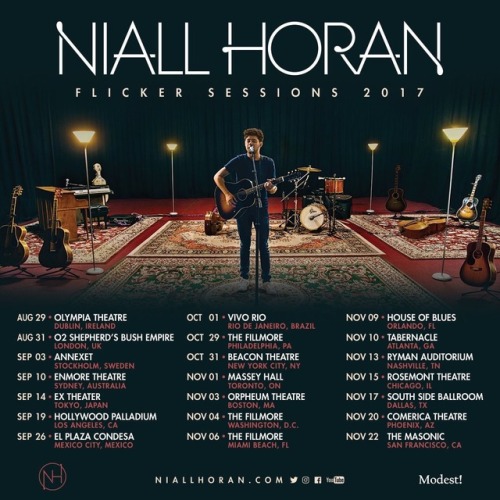 NIALL HORAN
FLICKER SESSIONS 2017
AUG 29 • OLYMPIA THEATRE
DUBLIN, IRELAND
AUG 31 • O2 SHEPHERD'S BUSH EMPIRE
LONDON, UK
SEP 03 • ANNEXET
STOCKHOLM, SWEDEN
SEP 10 • ENMORE THEATRE
SYDNEY, AUSTRALIA
SEP 14 • EX THEATER
TOKYO, JAPAN
SEP 19 • HOLLYWOOD PALLADIUM
LOS ANGELES, CA
SEP 26 • EL PLAZA CONDESA
MEXICO CITY, MEXICO
OCT 01 • VIVO RIO
RIO DE JANEIRO, BRAZIL
OCT 29 • THE FILLMORE
PHILADELPHIA, PA
OCT 31 • BEACON THEATRE
NEW YORK CITY, NY
NOV 01 • MASSEY HALL
TORONTO, ON
NOV 03 • ORPHEUM THEATRE
BOSTON, MA
NOV 04 • THE FILLMORE
WASHINGTON, D.C.
NOV 06 • THE FILLMORE
MIAMI BEACH, FL
NOV 09 • HOUSE OF BLUES
ORLANDO, FL
NOV 10 • TABERNACLE
ATLANTA, GA
NOV 13 • RYMAN AUDITORIUM
NASHVILLE, TN
NOV 15 • ROSEMONT THEATRE
CHICAGO, IL
NOV 17 • SOUTH SIDE BALLROOM
DALLAS, TX
NOV 20 • COMERICA THEATRE
PHOENIX, AZ
NOV 22 • THE MASONIC
SAN FRANCISCO, CA
NH
NIALLHORAN.COM
YouTube
Modest!